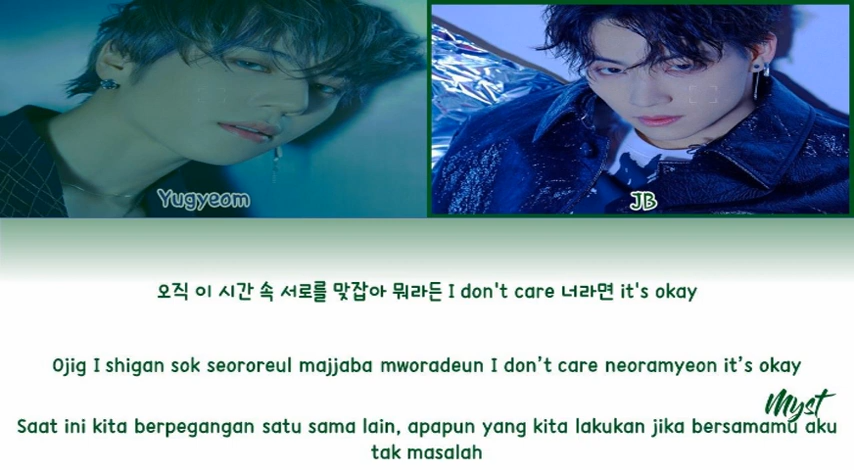 Yugyeom
JB
오직 이 시간 속 서로를 맞잡아 뭐라든 I don't care 너라면 it's okay
Ojig I shigan sok seororeul majjaba mworadeun I don’t care neoramyeon it’s okay
Myst
Saat ini kita berpegangan satu sama lain, apapun yang kita lakukan jika bersamamu aku
tak masalah